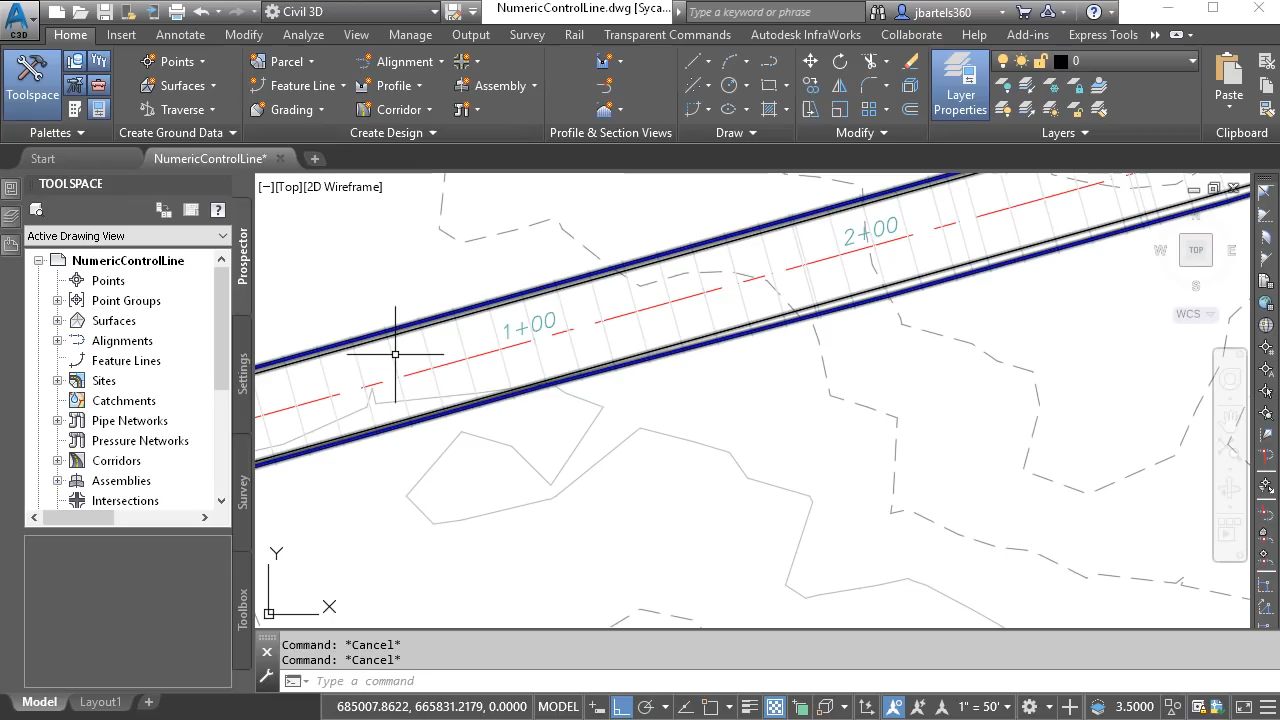 A
C3D
Civil 3D
NumericControlLine.dwg [Syca...
Type a keyword or phrase
jbartels360
?
Home
Insert
Annotate
Modify
Analyze
View
Manage
Output
Survey
Rail
Transparent Commands
Autodesk InfraWorks
Collaborate
Help
Add-ins
Express Tools
Toolspace
Points
Surfaces
Traverse
Parcel
Feature Line
Grading
Alignment
Profile
Corridor
Assembly
Layer
Properties
0
Paste
Palettes
Create Ground Data
Create Design
Profile & Section Views
Draw
Modify
Layers
Clipboard
Start
NumericControlLine*
TOOLSPACE
?
Active Drawing View
NumericControlLine
Points
Point Groups
Surfaces
Alignments
Feature Lines
Sites
Catchments
Pipe Networks
Pressure Networks
Corridors
Assemblies
Intersections
Prospector
Settings
Survey
Toolbox
[−][Top][2D Wireframe]
1+00
2+00
N
W
TOP
E
S
WCS
Y
X
Command: *Cancel*
Command: *Cancel*
Type a command
Model
Layout1
685007.8622, 665831.2179, 0.0000
MODEL
1" = 50'
3.5000